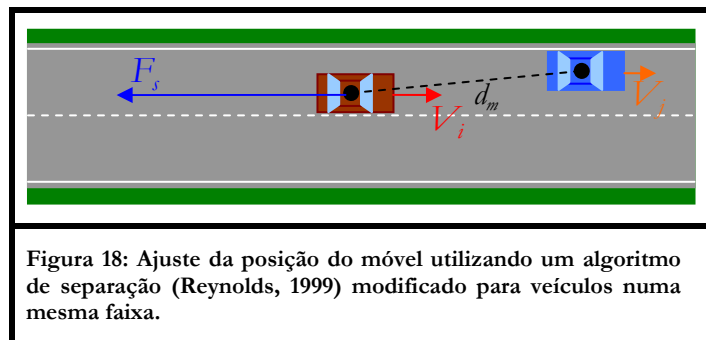 F_s
V_i
d_m
V_j
Figura 18: Ajuste da posição do móvel utilizando um algoritmo
de separação (Reynolds, 1999) modificado para veículos numa
mesma faixa.